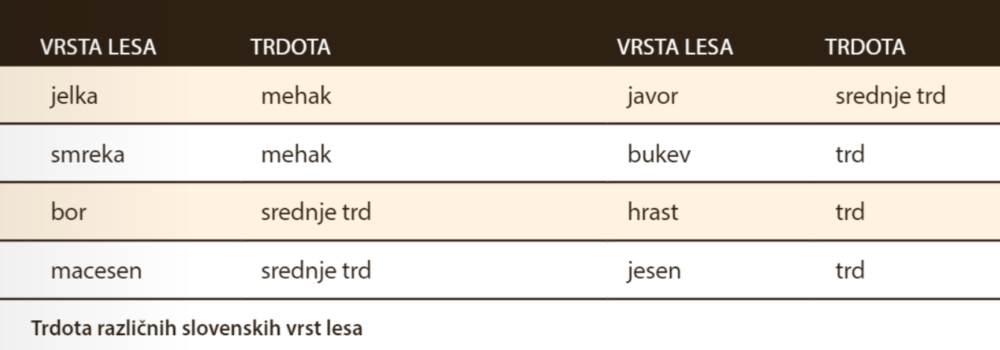 VRSTA LESA TRDOTA VRSTA LESA TRDOTA
jelka mehak javor srednje trd
smreka mehak bukev trd
bor srednje trd hrast trd
macesen srednje trd jesen trd
Trdota različnih slovenskih vrst lesa